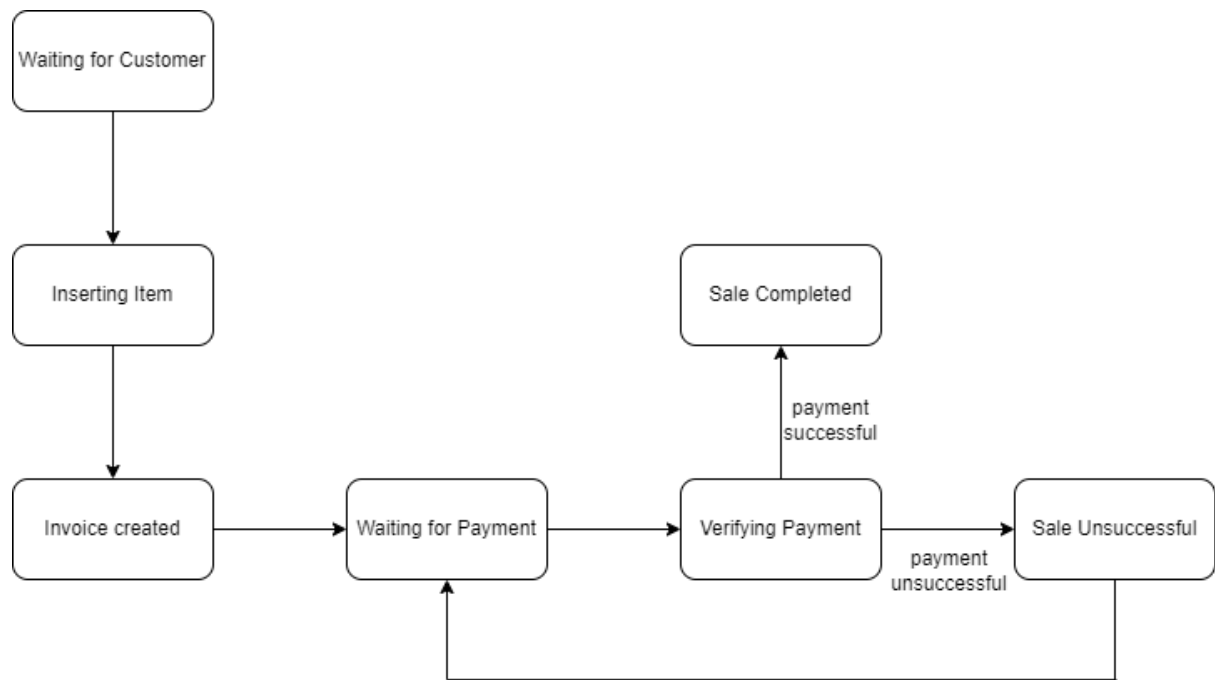 Waiting for Customer
Inserting Item
Sale Completed
payment
successful
Invoice created
Waiting for Payment
Verifying Payment
Sale Unsuccessful
payment
unsuccessful